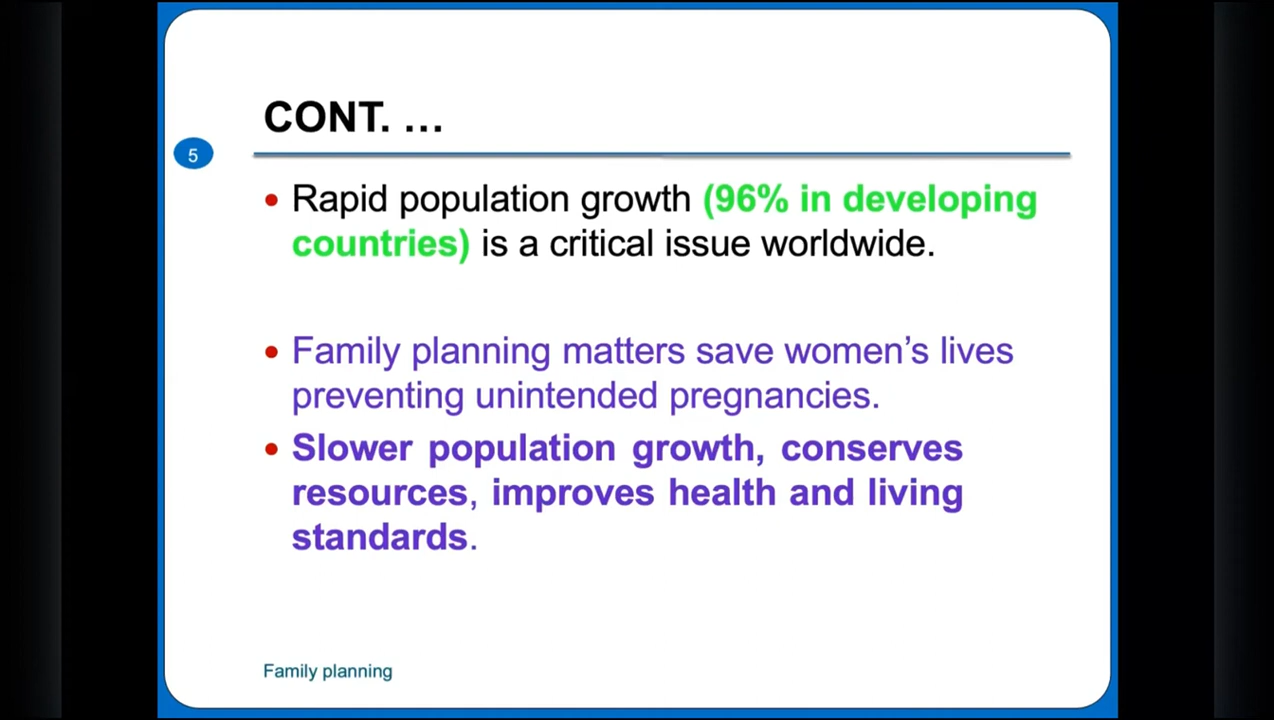 CONT. …
5
• Rapid population growth (96% in developing
countries) is a critical issue worldwide.
• Family planning matters save women’s lives
preventing unintended pregnancies.
• Slower population growth, conserves
resources, improves health and living
standards.
Family planning